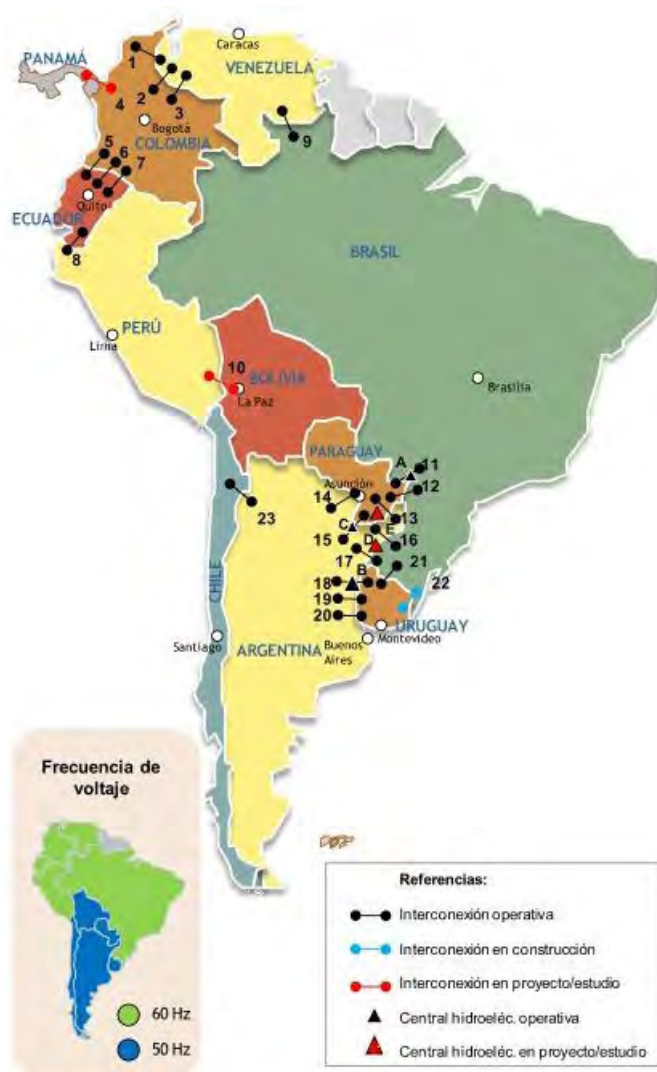 Caracas
PANAMÁ
VENEZUELA
1
2
3
4
Bogotá
COLOMBIA
9
5
6
7
Quito
ECUADOR
8
BRASIL
PERÚ
Lima
10
BOLIVIA
La Paz
Brasilia
PARAGUAY
A
11
12
Asunción
14
23
13
C
E
15
16
D
17
21
B
18
22
19
20
CHILE
URUGUAY
Santiago
ARGENTINA
Buenos
Aires
Montevideo
Frecuencia de
voltaje
60 Hz
50 Hz
Referencias:
Interconexión operativa
Interconexión en construcción
Interconexión en proyecto/estudio
Central hidroeléc. operativa
Central hidroeléc. en proyecto/estudio